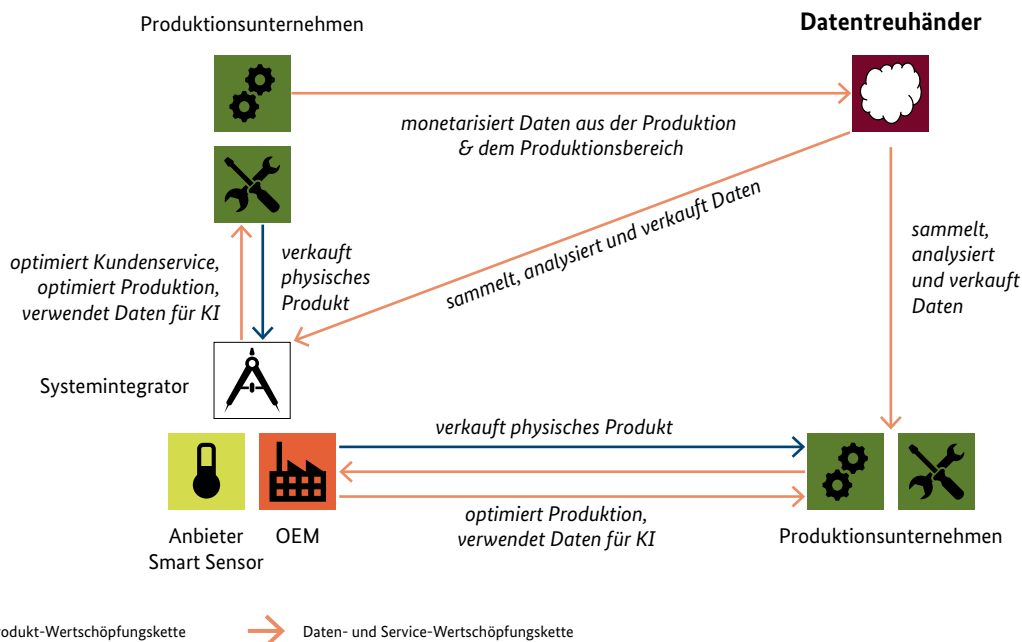 Produktionsunternehmen
Datentreuhänder
monetarisiert Daten aus der Produktion
& dem Produktionsbereich
sammelt, analysiert und verkauft Daten
sammelt,
analysiert
und verkauft
Daten
optimiert Kundenservice,
optimiert Produktion,
verwendet Daten für KI
verkauft
physisches
Produkt
Systemintegrator
verkauft physisches Produkt
optimiert Produktion,
verwendet Daten für KI
Anbieter
Smart Sensor
OEM
Produktionsunternehmen
rodukt-Wertschöpfungskette
Daten- und Service-Wertschöpfungskette